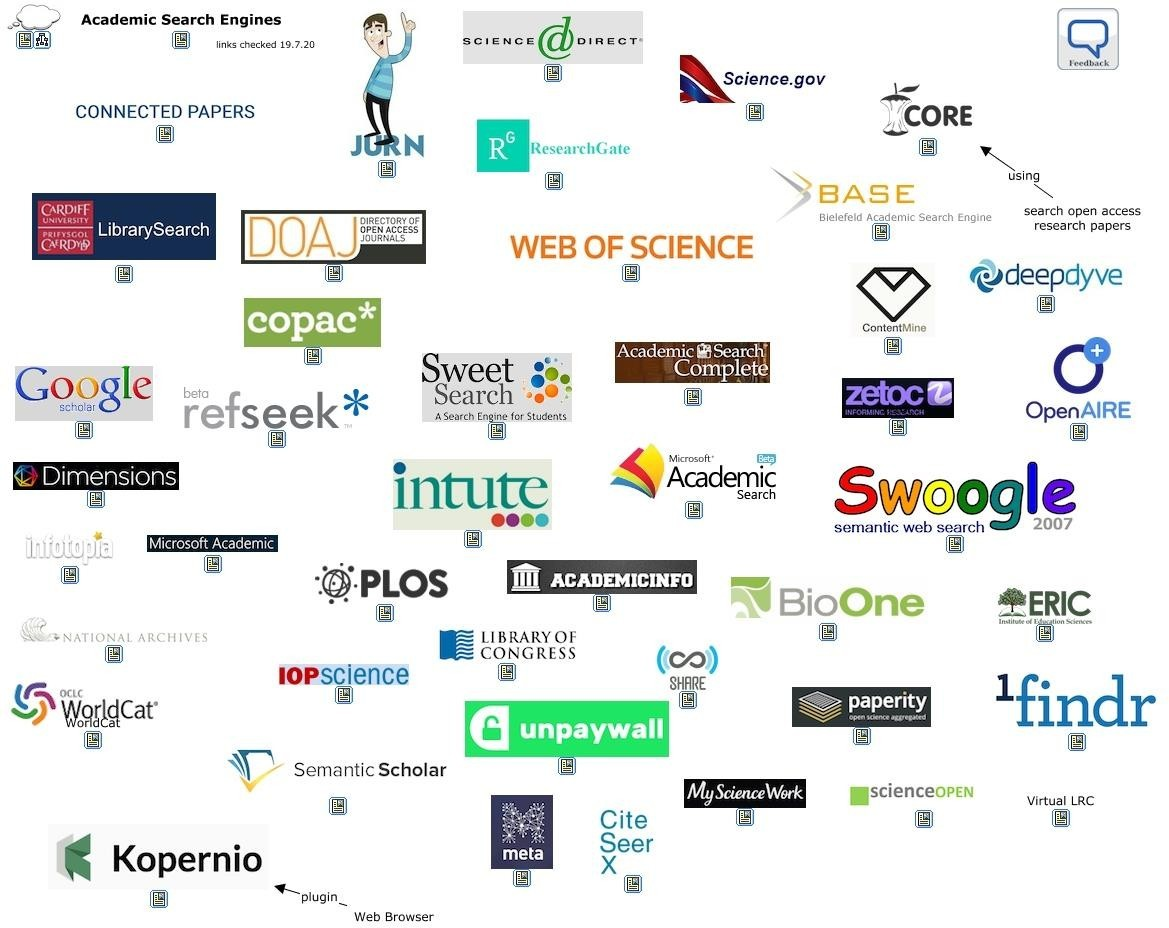 Academic Search Engines
links checked 19.7.20
SCIENCE d DIRECT®
Feedback
Science.gov
CONNECTED PAPERS
JURN
CORE
RG ResearchGate
using
search open access
research papers
BASE
Bielefeld Academic Search Engine
CARDIFF
UNIVERSITY
PRIFYSGOL
CAERDYDD
LibrarySearch
DOAJ
DIRECTORY OF
OPEN ACCESS
JOURNALS
WEB OF SCIENCE
ContentMine
deepdyve
copac*
Google
scholar
beta
refseek*™
Sweet
Search
A Search Engine for Students
Academic Search
Complete
zetoc
INFORMING RESEARCH
OpenAIRE
Dimensions
intute
Microsoft®
Academic
Search
Beta
Swoogle
semantic web search 2007
infotopia
Microsoft Academic
PLOS
ACADEMICINFO
BioOne
ERIC
Institute of Education Sciences
NATIONAL ARCHIVES
LIBRARY OF
CONGRESS
IOPscience
SHARE
OCLC
WorldCat®
WorldCat
unpaywall
paperity
open science aggregated
1findr
Semantic Scholar
MyScienceWork
scienceOPEN
Virtual LRC
Kopernio
meta
Cite
Seer
X
plugin
Web Browser